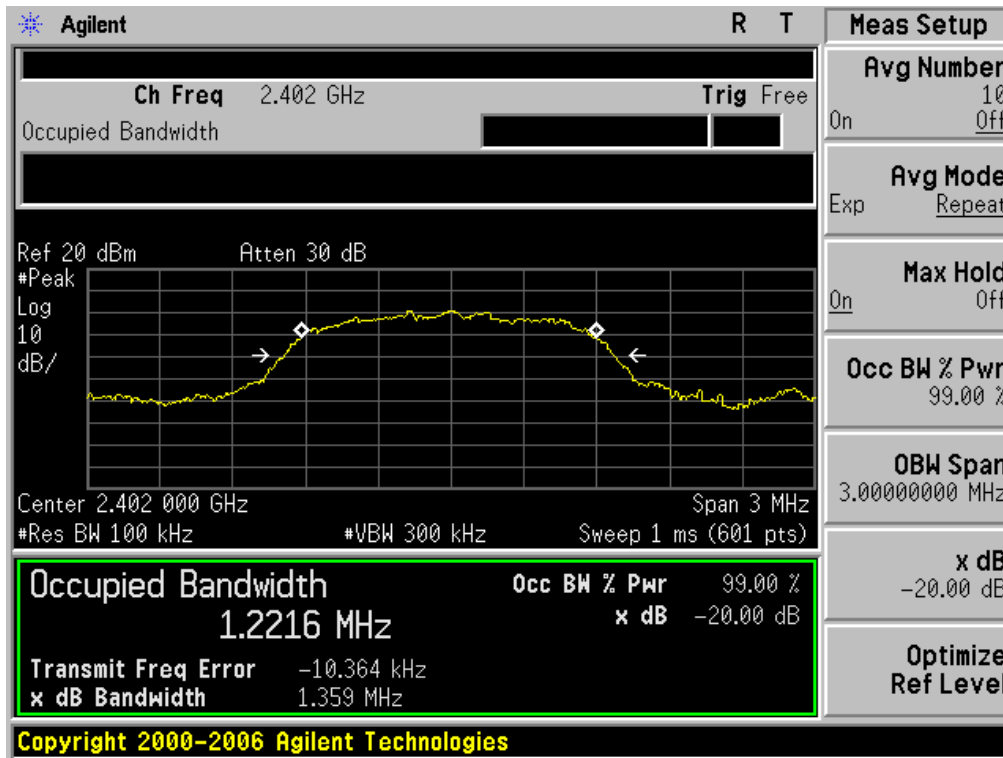 Agilent R T
Ch Freq 2.402 GHz Trig Free
Occupied Bandwidth
Ref 20 dBm Atten 30 dB
#Peak
Log
10
dB/
Center 2.402 000 GHz Span 3 MHz
#Res BW 100 kHz #VBW 300 kHz Sweep 1 ms (601 pts)
Occupied Bandwidth
1.2216 MHz
Occ BW % Pwr 99.00 %
x dB -20.00 dB
Transmit Freq Error -10.364 kHz
x dB Bandwidth 1.359 MHz
Copyright 2000-2006 Agilent Technologies
Meas Setup
Avg Number
10
On Off
Avg Mode
Exp Repeat
Max Hold
On Off
Occ BW % Pwr
99.00 %
OBW Span
3.00000000 MHz
x dB
-20.00 dB
Optimize
Ref Level